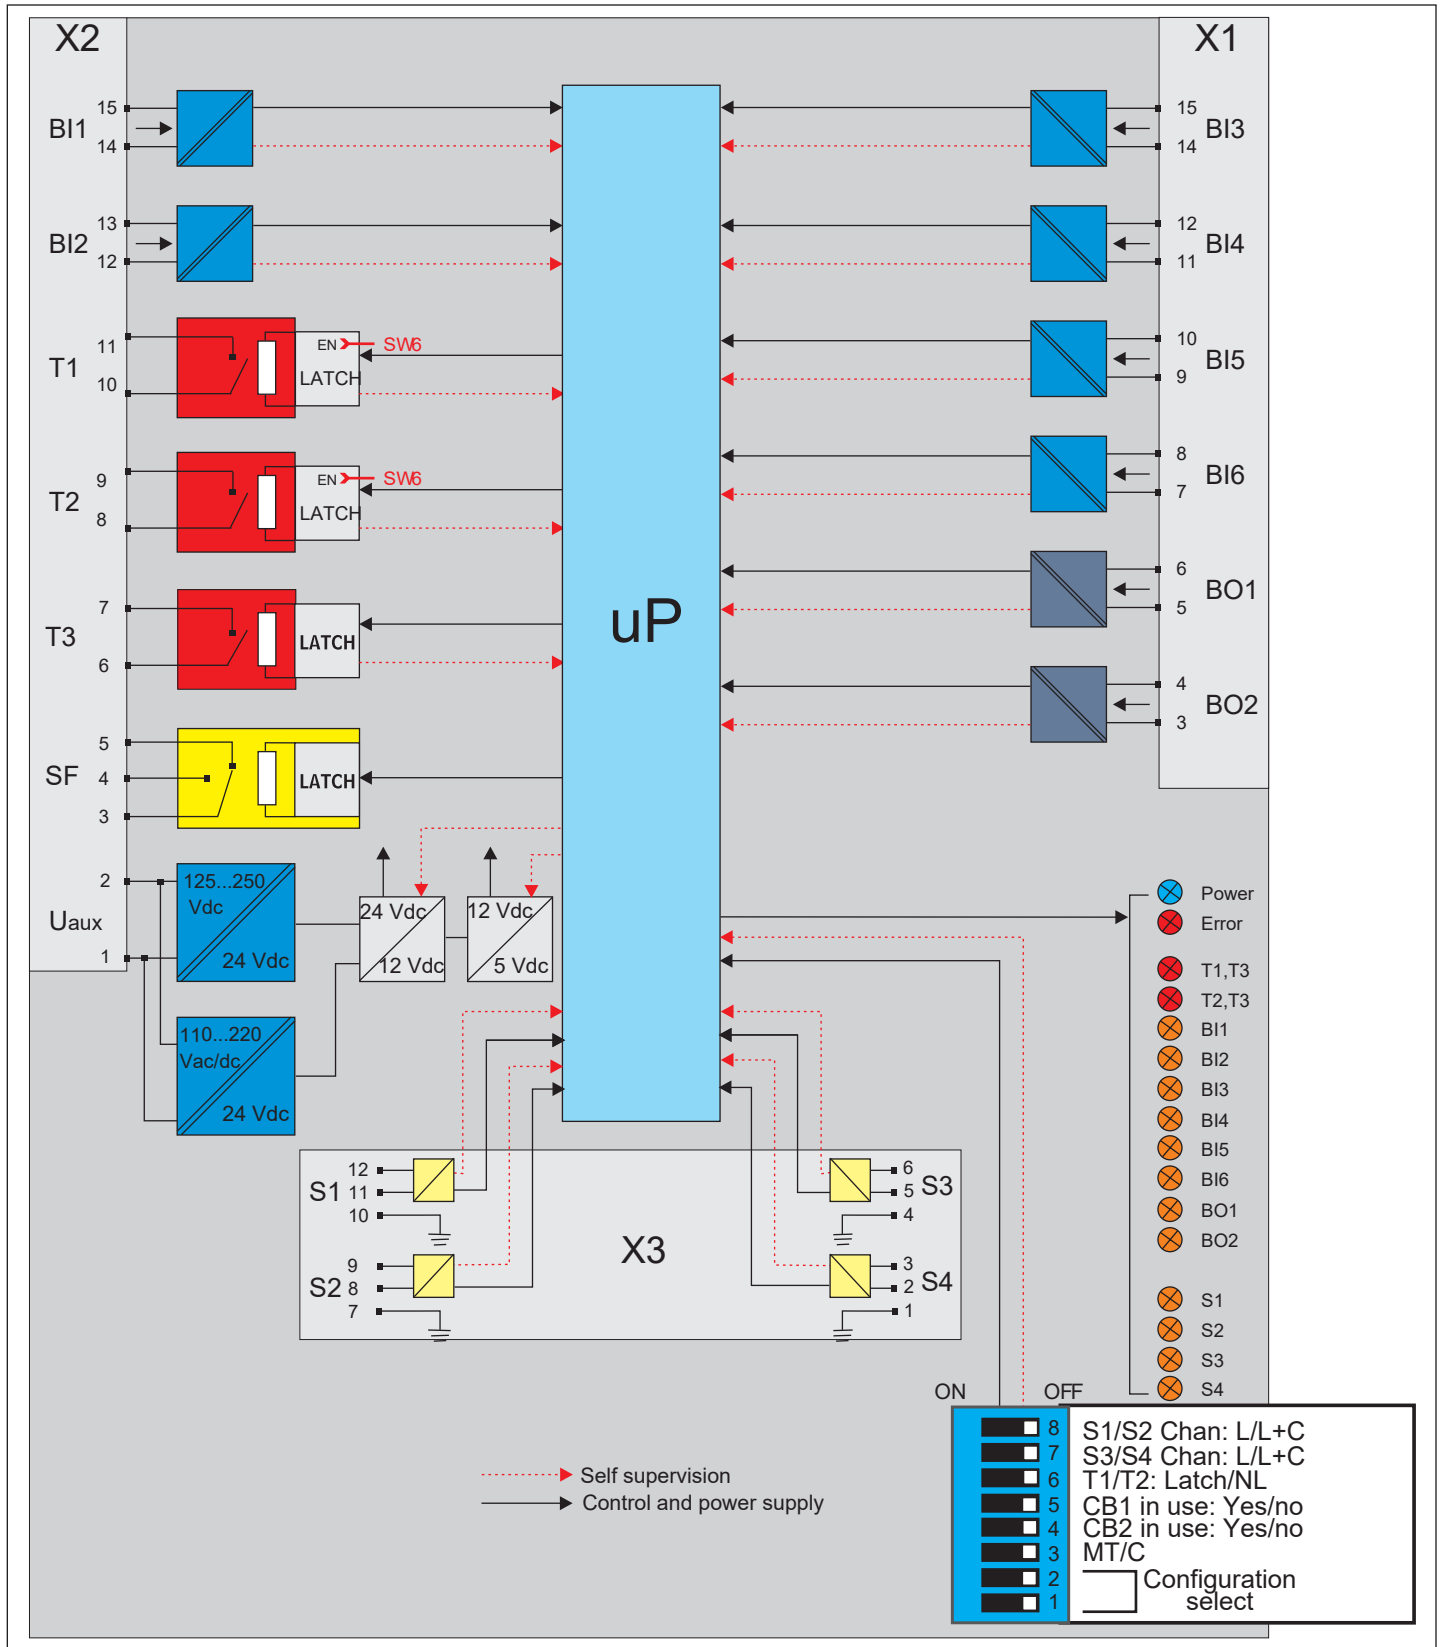 X2
X1
15
BI1
14
13
BI2
12
11
T1
10
EN
SW6
LATCH
9
T2
8
EN
SW6
LATCH
7
T3
6
LATCH
5
SF 4
3
LATCH
2
Uaux
1
125...250
Vdc
24 Vdc
110...220
Vac/dc
24 Vdc
24 Vdc
12 Vdc
12 Vdc
5 Vdc
uP
15
BI3
14
12
BI4
11
10
BI5
9
8
BI6
7
6
BO1
5
4
BO2
3
Power
Error
T1,T3
T2,T3
BI1
BI2
BI3
BI4
BI5
BI6
BO1
BO2
S1
S2
S3
S4
12
S1 11
10
9
S2 8
7
X3
6
5 S3
4
3
2 S4
1
ON
OFF
8 S1/S2 Chan: L/L+C
7 S3/S4 Chan: L/L+C
6 T1/T2: Latch/NL
5 CB1 in use: Yes/no
4 CB2 in use: Yes/no
3 MT/C
2 Configuration
1 select
Self supervision
Control and power supply